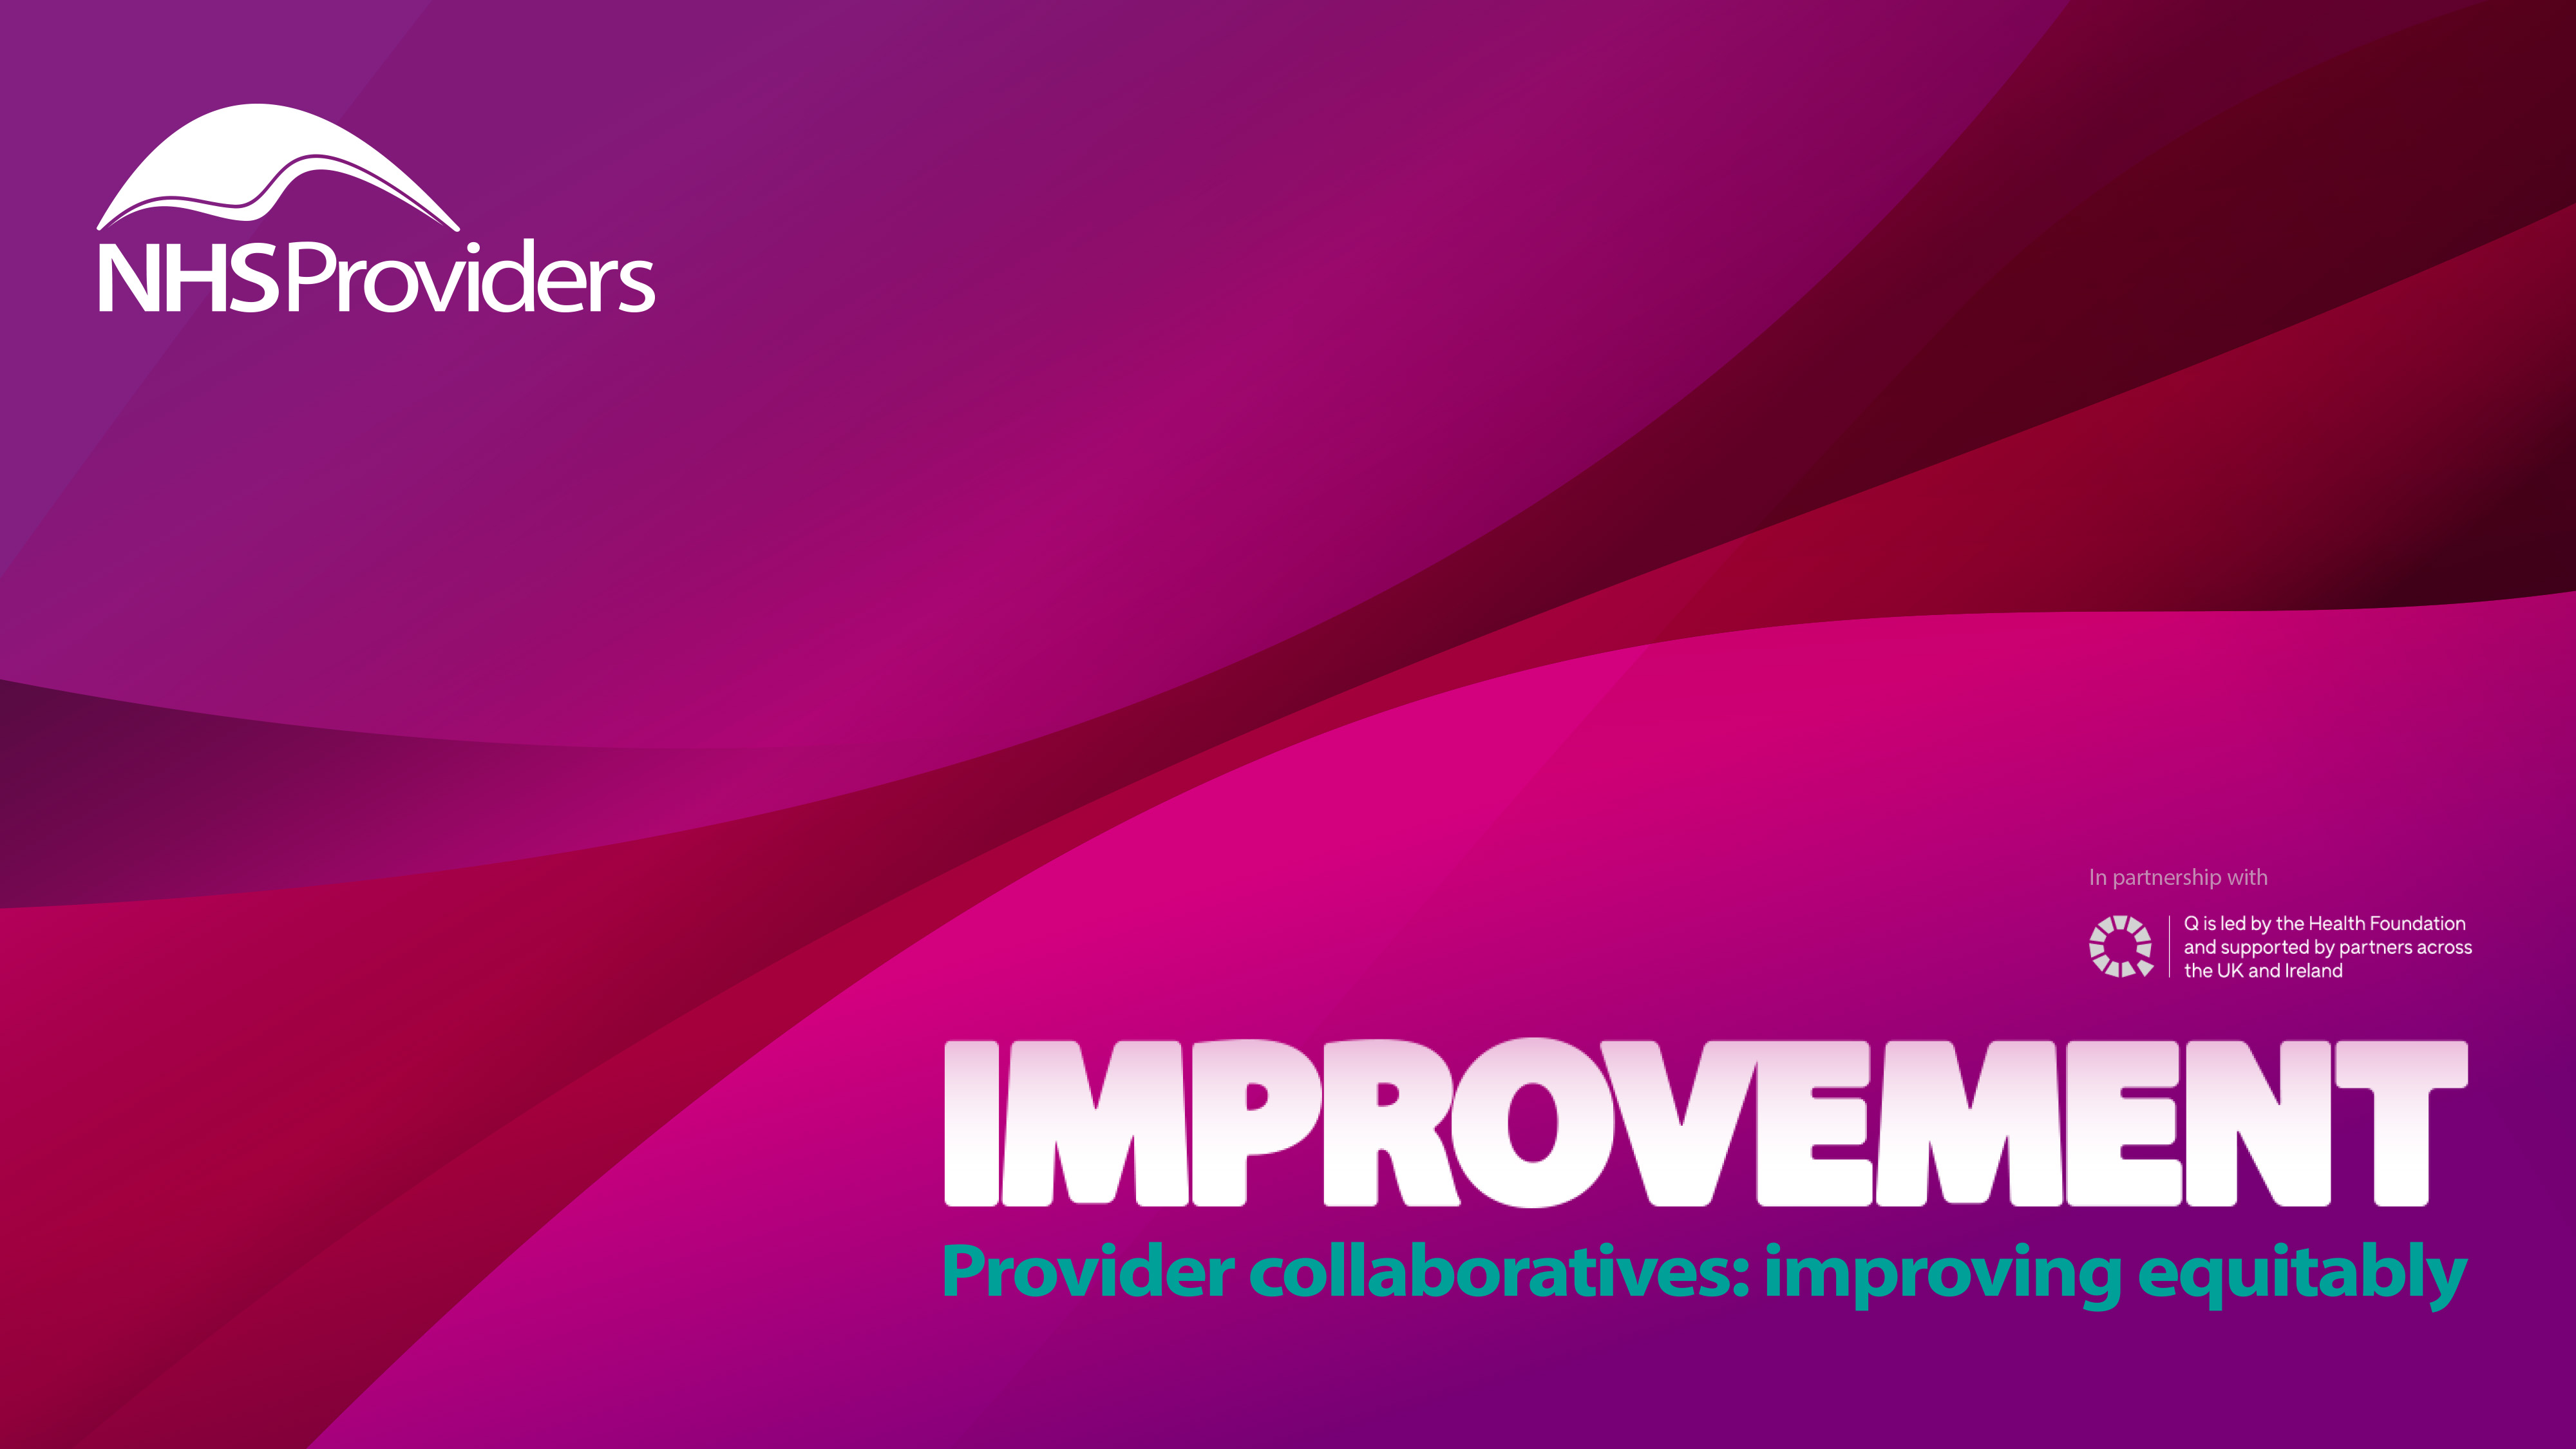 NHSProviders
In partnership with
Q is led by the Health Foundation
and supported by partners across
the UK and Ireland
IMPROVEMENT
Provider collaboratives: improving equitably